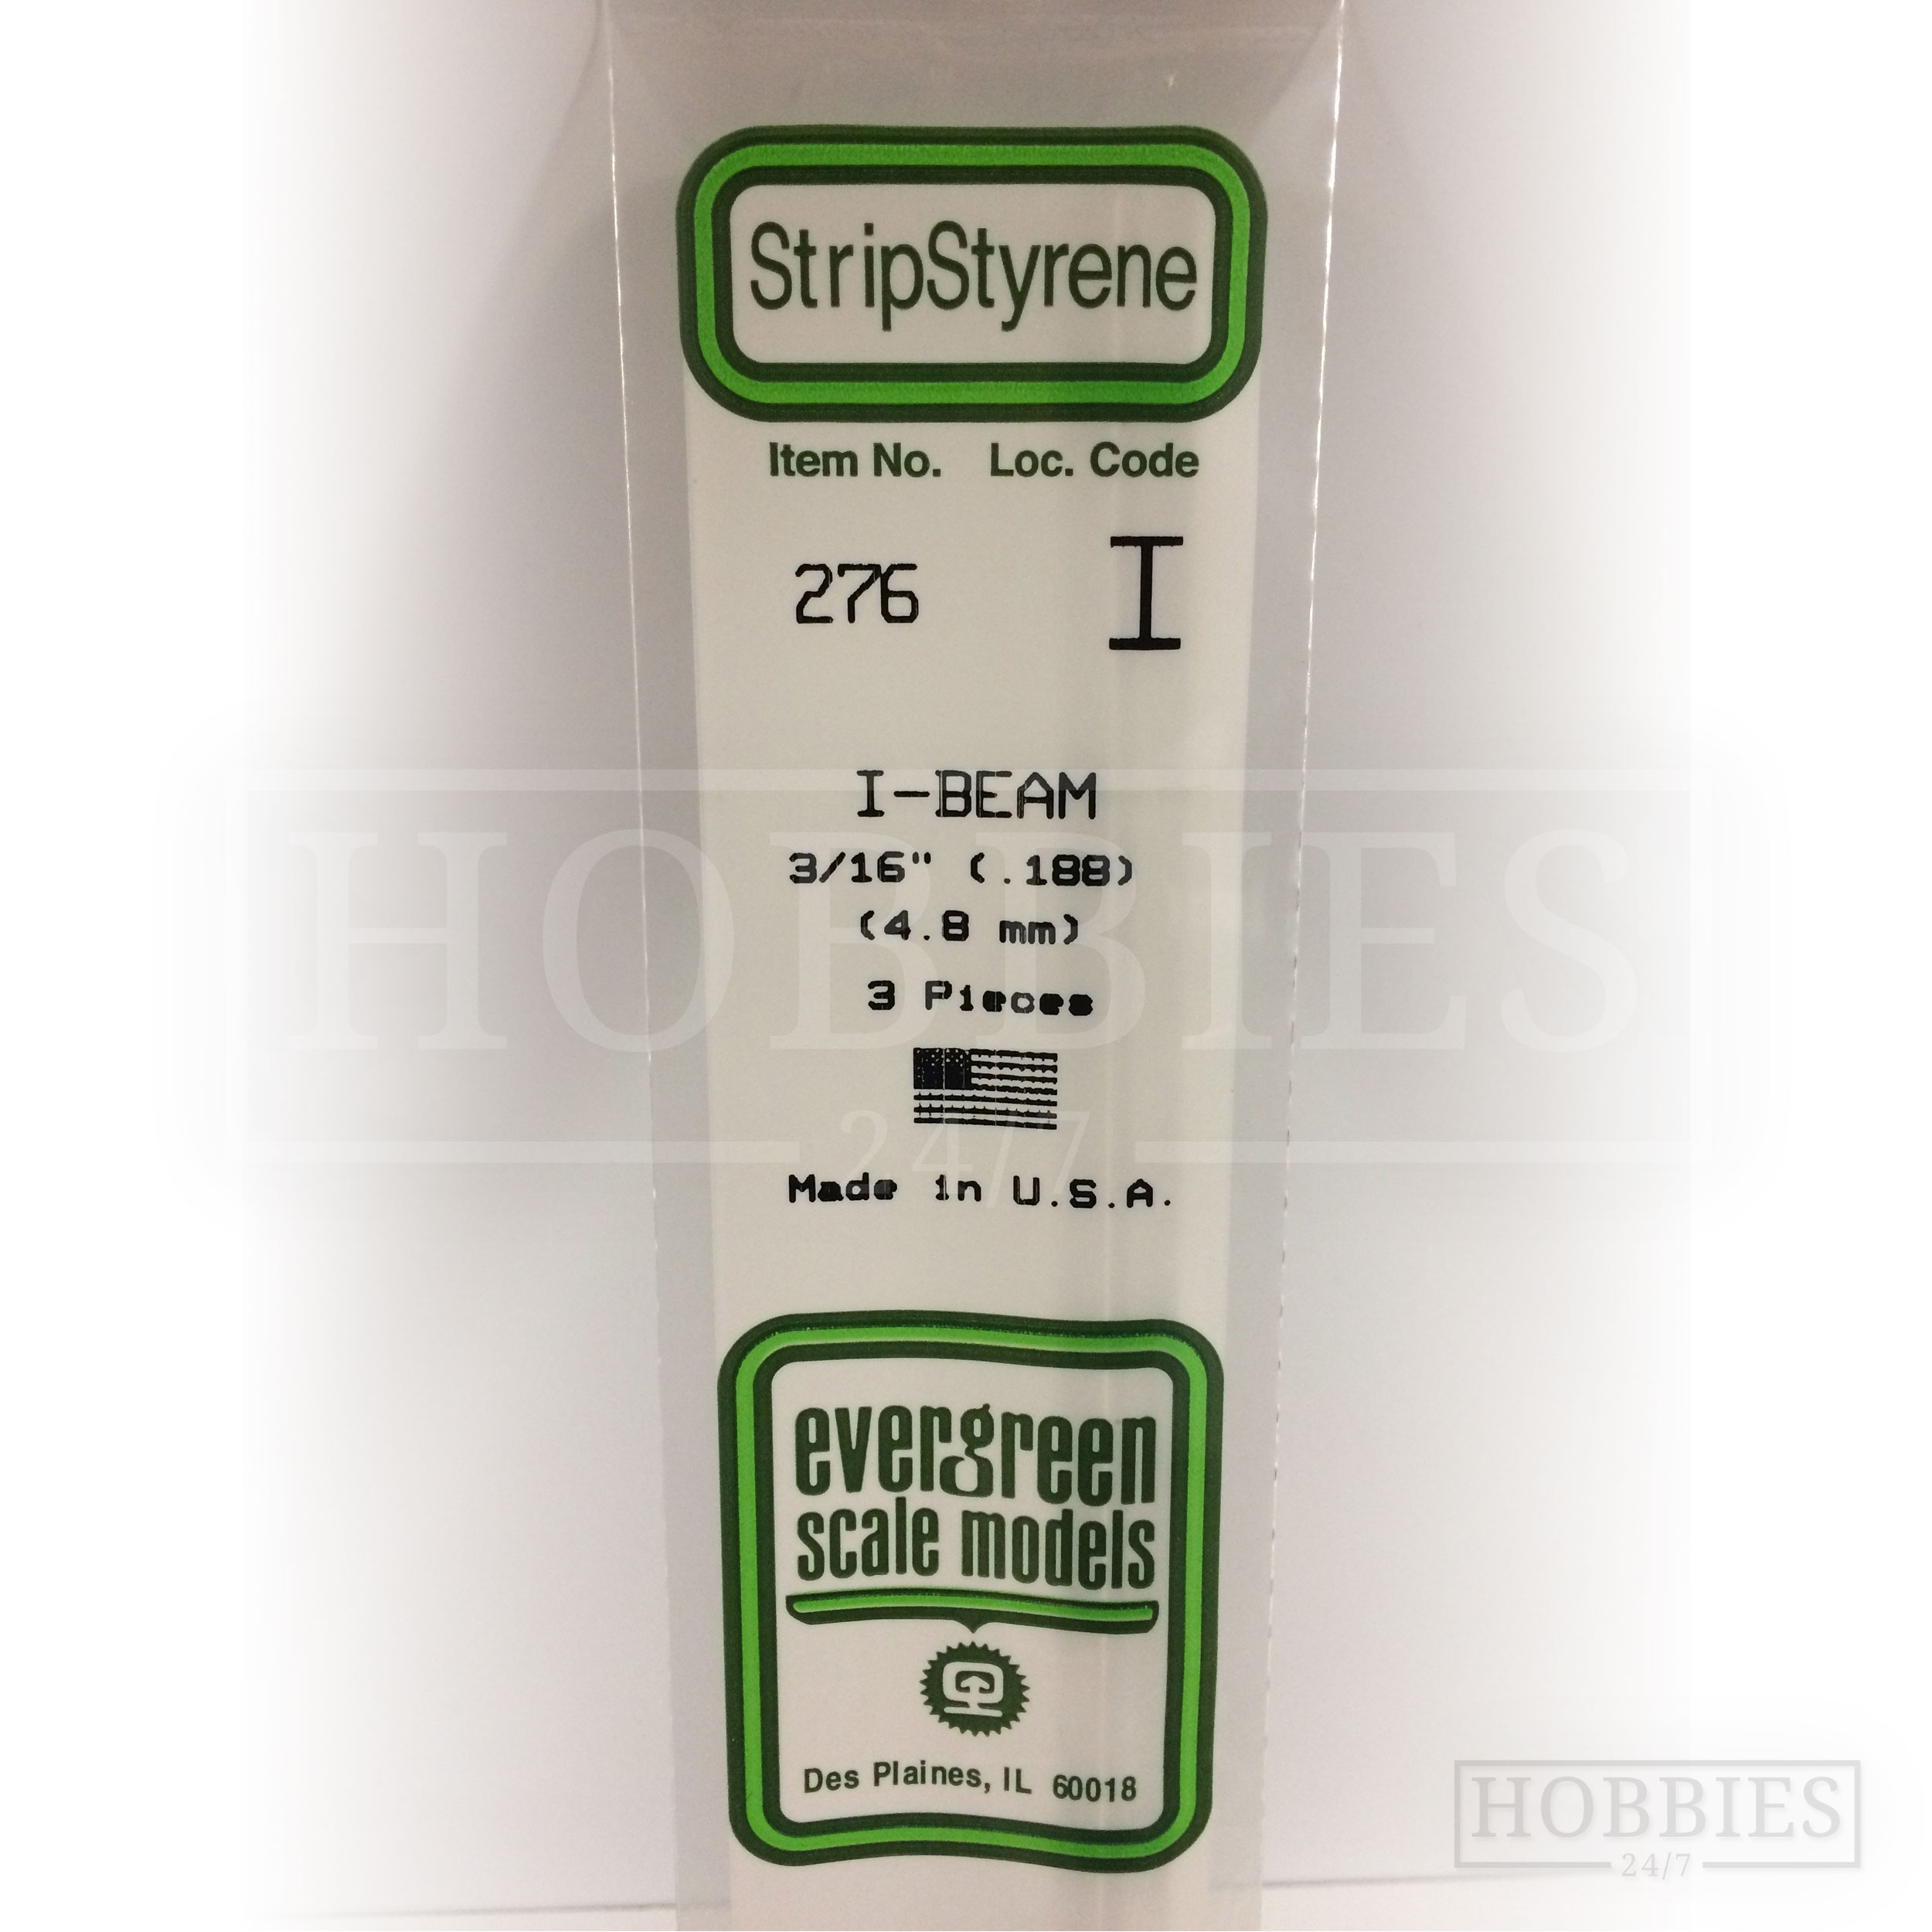 StripStyrene
Item No. Loc. Code
276 I
I-BEAM
3/16" (.188)
(4.8 mm)
3 Pieces
Made in U.S.A.
evergreen
scale models
Des Plaines, IL 60018
HOBBIES
24/7
HOBBIES
24/7